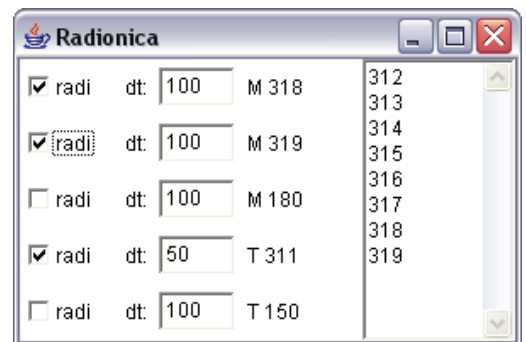 Radionica
radi dt: 100 M 318
radi dt: 100 M 319
radi dt: 100 M 180
radi dt: 50 T 311
radi dt: 100 T 150
312
313
314
315
316
317
318
319